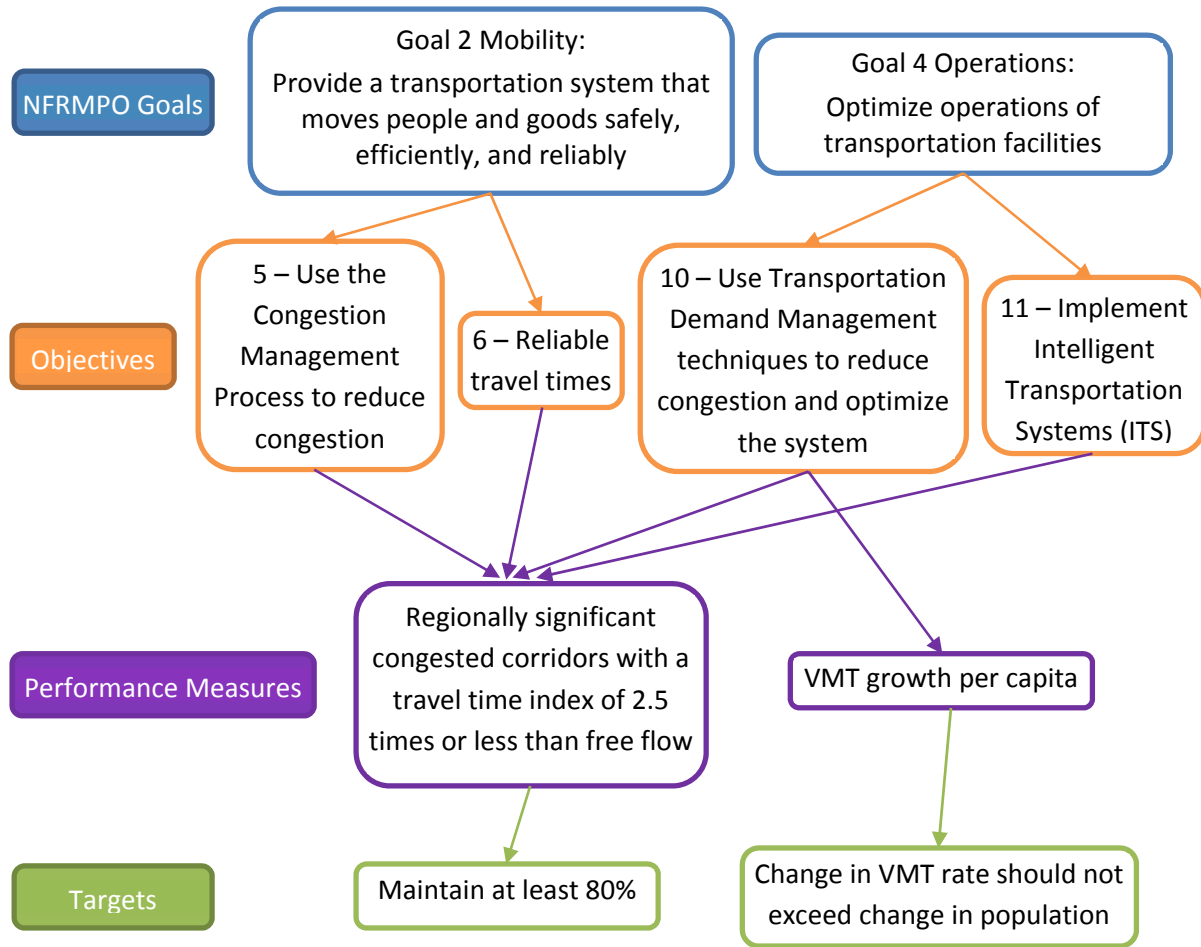 NFRMPO Goals
Goal 2 Mobility:
Provide a transportation system that
moves people and goods safely,
efficiently, and reliably
Goal 4 Operations:
Optimize operations of
transportation facilities
Objectives
5 – Use the
Congestion
Management
Process to reduce
congestion
6 – Reliable
travel times
10 – Use Transportation
Demand Management
techniques to reduce
congestion and optimize
the system
11 – Implement
Intelligent
Transportation
Systems (ITS)
Performance Measures
Regionally significant
congested corridors with a
travel time index of 2.5
times or less than free flow
VMT growth per capita
Targets
Maintain at least 80%
Change in VMT rate should not
exceed change in population